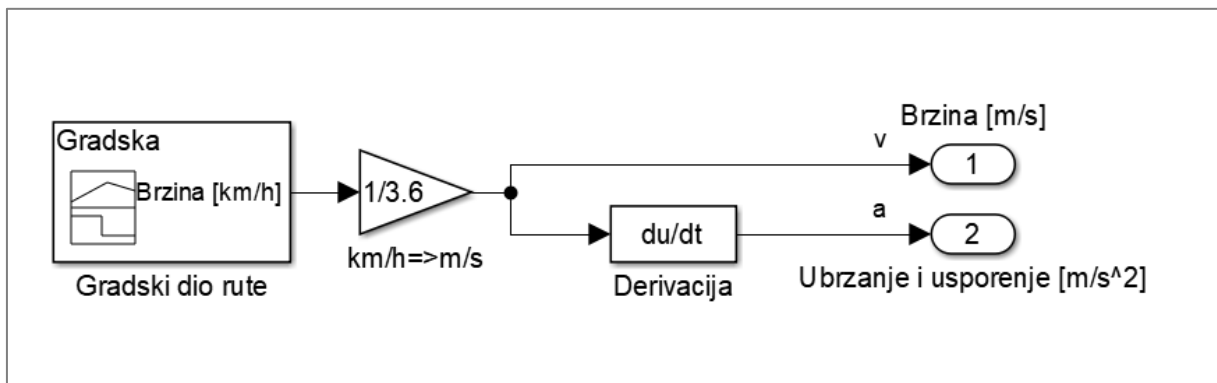 Gradska
Brzina [km/h]
Gradski dio rute
1/3.6
km/h=>m/s
du/dt
Derivacija
v
Brzina [m/s]
1
a
2
Ubrzanje i usporenje [m/s^2]